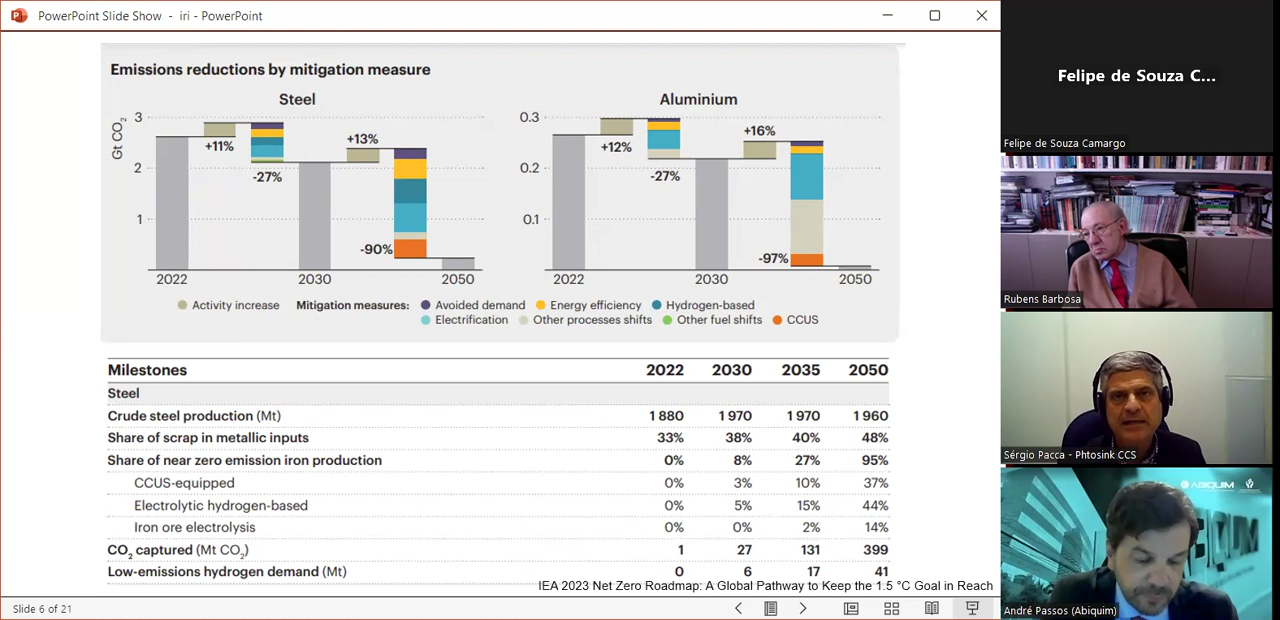 PowerPoint Slide Show - iri - PowerPoint
Emissions reductions by mitigation measure
Steel
Gt CO2
3
2
1
+11%
-27%
+13%
-90%
2022 2030 2050
Aluminium
0.3
0.2
0.1
+12%
-27%
+16%
-97%
2022 2030 2050
Activity increase Mitigation measures: Avoided demand Energy efficiency Hydrogen-based
Electrification Other processes shifts Other fuel shifts CCUS
Milestones 2022 2030 2035 2050
Steel
Crude steel production (Mt) 1 880 1 970 1 970 1 960
Share of scrap in metallic inputs 33% 38% 40% 48%
Share of near zero emission iron production 0% 8% 27% 95%
CCUS-equipped 0% 3% 10% 37%
Electrolytic hydrogen-based 0% 5% 15% 44%
Iron ore electrolysis 0% 0% 2% 14%
CO2 captured (Mt CO2) 1 27 131 399
Low-emissions hydrogen demand (Mt) 0 6 17 41
IEA 2023 Net Zero Roadmap: A Global Pathway to Keep the 1.5 °C Goal in Reach
Slide 6 of 21
Felipe de Souza C...
Felipe de Souza Camargo
Rubens Barbosa
Sérgio Pacca - Phtosink CCS
ABIQUIM
André Passos (Abiquim)